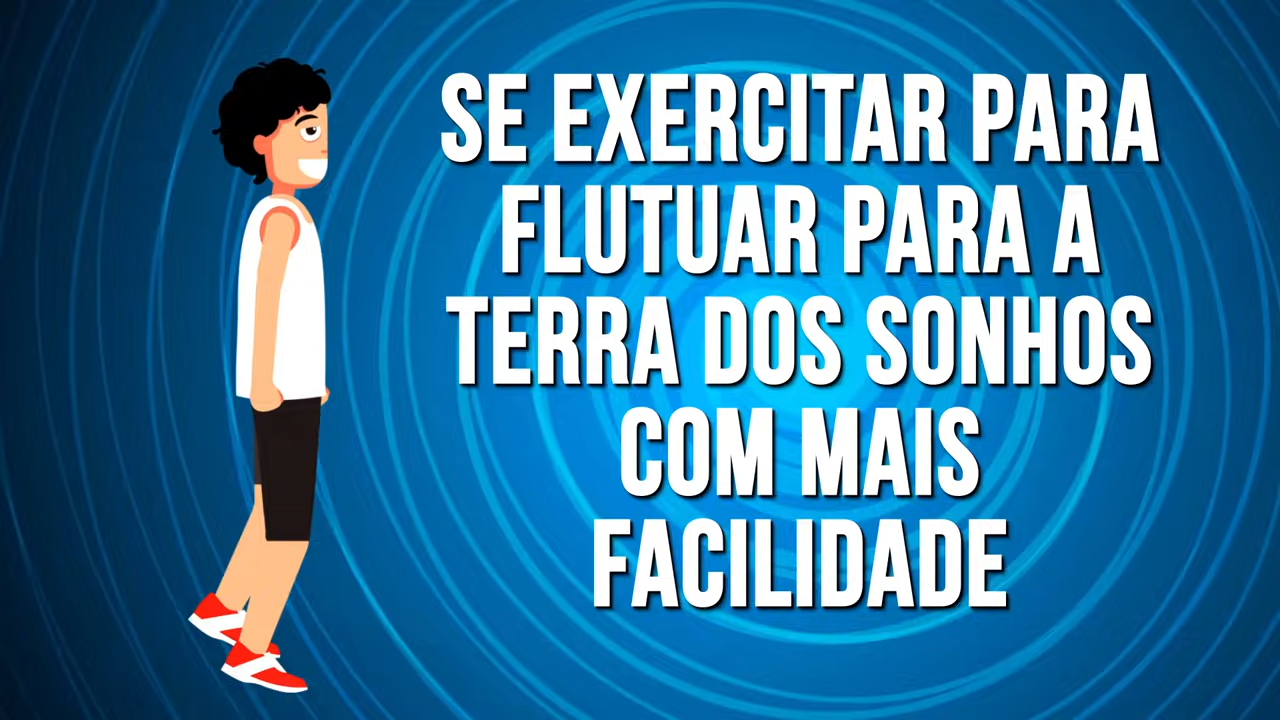 SE EXERCITAR PARA
FLUTUAR PARA A
TERRA DOS SONHOS
COM MAIS
FACILIDADE